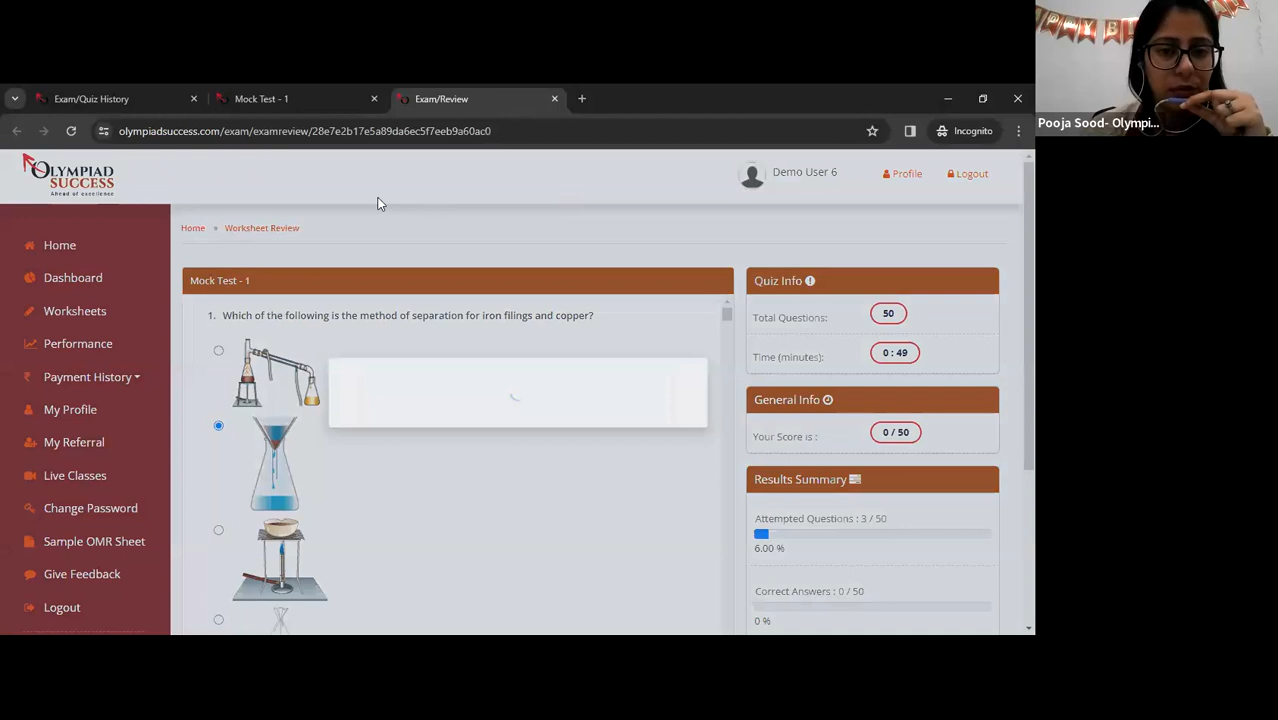 PPY BI
Pooja Sood- Olympi...
Exam/Quiz History
Mock Test - 1
Exam/Review
olympiadsuccess.com/exam/examreview/28e7e2b17e5a89da6ec5f7eeb9a60ac0
Incognito
OLYMPIAD
SUCCESS
Ahead of excellence
Demo User 6
Profile
Logout
Home
Dashboard
Worksheets
Performance
Payment History
My Profile
My Referral
Live Classes
Change Password
Sample OMR Sheet
Give Feedback
Logout
Home » Worksheet Review
Mock Test - 1
1. Which of the following is the method of separation for iron filings and copper?
Quiz Info
Total Questions: 50
Time (minutes): 0 : 49
General Info
Your Score is : 0 / 50
Results Summary
Attempted Questions : 3 / 50
6.00 %
Correct Answers : 0 / 50
0 %